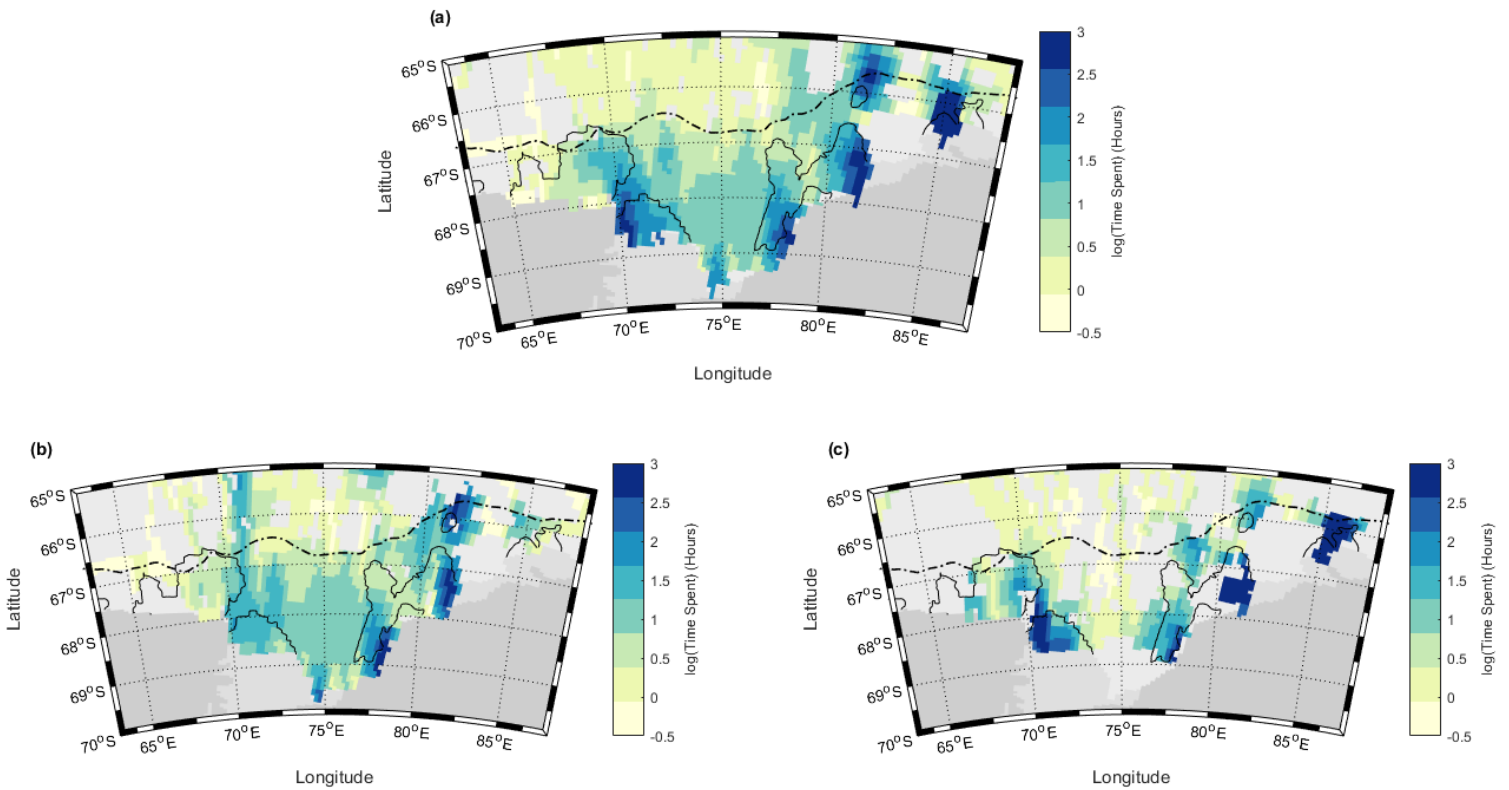 (a)
65°S
66°S
67°S
68°S
69°S
70°S
65°E
70°E
75°E
80°E
85°E
Latitude
Longitude
3
2.5
2
1.5
1
0.5
0
-0.5
log(Time Spent) (Hours)
(b)
65°S
66°S
67°S
68°S
69°S
70°S
65°E
70°E
75°E
80°E
85°E
Latitude
Longitude
3
2.5
2
1.5
1
0.5
0
-0.5
log(Time Spent) (Hours)
(c)
65°S
66°S
67°S
68°S
69°S
70°S
65°E
70°E
75°E
80°E
85°E
Latitude
Longitude
3
2.5
2
1.5
1
0.5
0
-0.5
log(Time Spent) (Hours)